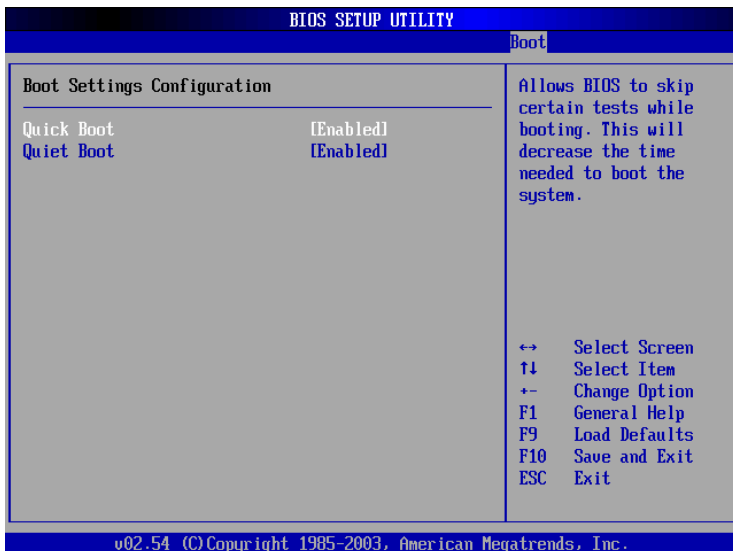 BIOS SETUP UTILITY
Boot
Boot Settings Configuration
Quick Boot [Enabled]
Quiet Boot [Enabled]
Allows BIOS to skip
certain tests while
booting. This will
decrease the time
needed to boot the
system.
↔ Select Screen
↑↓ Select Item
+- Change Option
F1 General Help
F9 Load Defaults
F10 Save and Exit
ESC Exit
v02.54 (C)Copyright 1985-2003, American Megatrends, Inc.